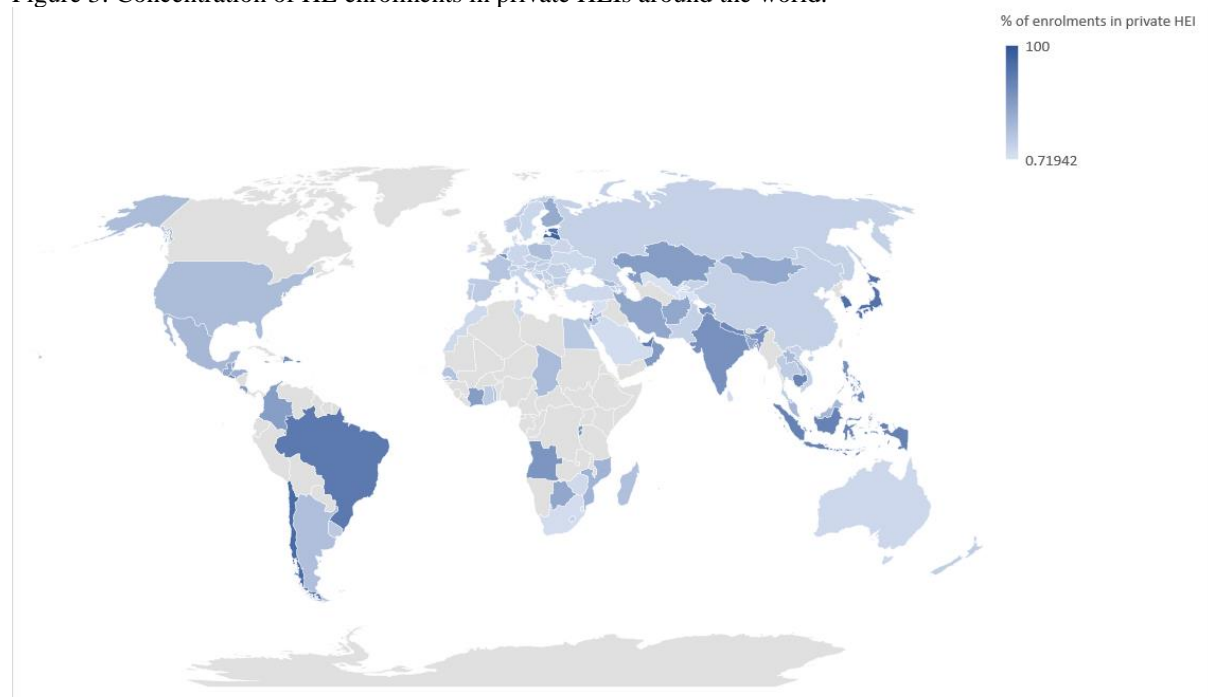 Figure 3: Concentration of HE enrolments in private HEIs around the world.
% of enrolments in private HEI
100
0.71942